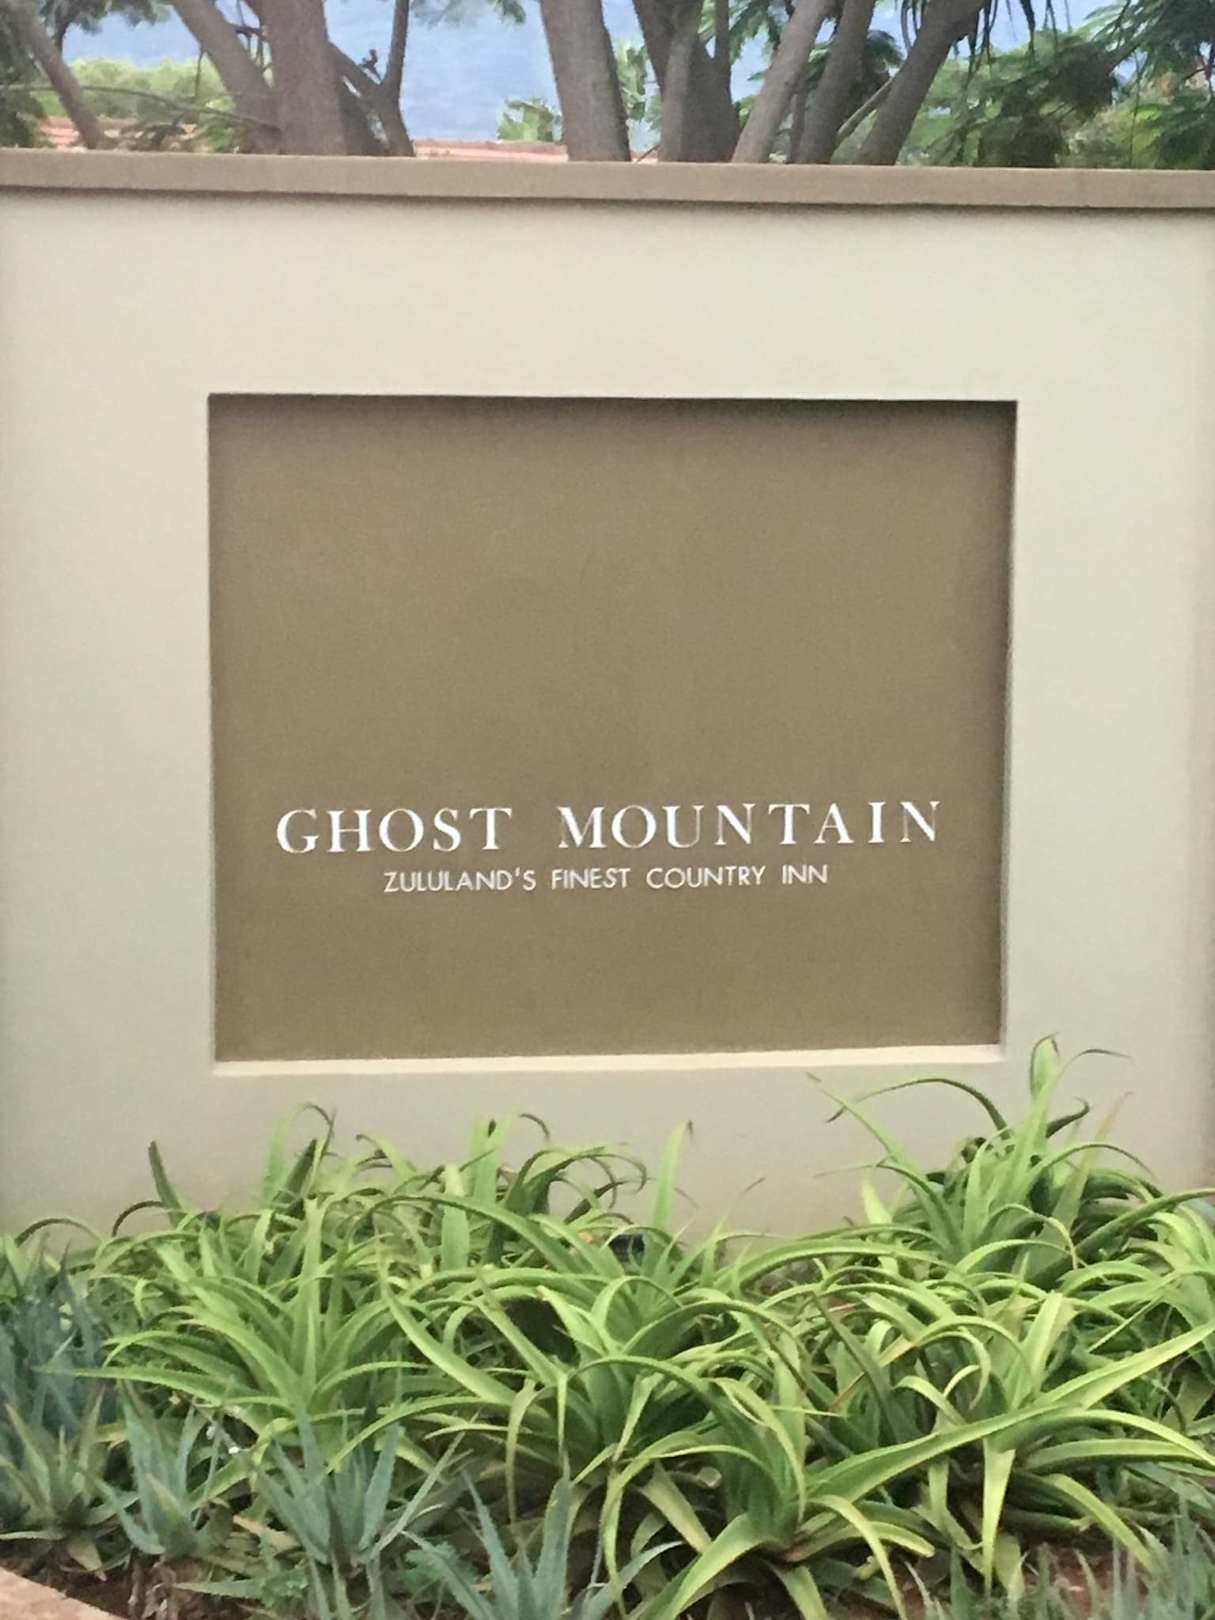 GHOST MOUNTAIN
ZULULAND'S FINEST COUNTRY INN